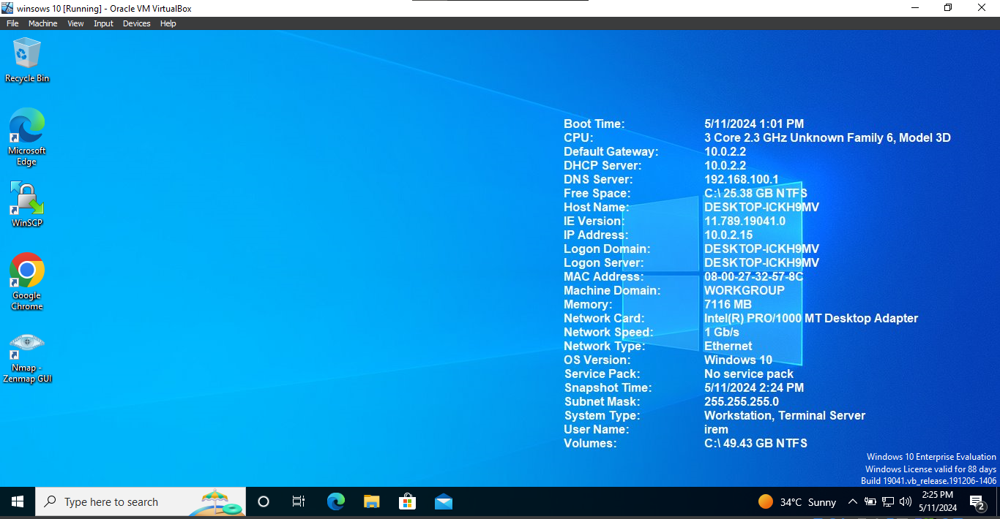 winsows 10 [Running] - Oracle VM VirtualBox
File Machine View Input Devices Help
Recycle Bin
Microsoft
Edge
WinSCP
Google
Chrome
Nmap -
Zenmap GUI
Boot Time: 5/11/2024 1:01 PM
CPU: 3 Core 2.3 GHz Unknown Family 6, Model 3D
Default Gateway: 10.0.2.2
DHCP Server: 10.0.2.2
DNS Server: 192.168.100.1
Free Space: C:\ 25.38 GB NTFS
Host Name: DESKTOP-ICKH9MV
IE Version: 11.789.19041.0
IP Address: 10.0.2.15
Logon Domain: DESKTOP-ICKH9MV
Logon Server: DESKTOP-ICKH9MV
MAC Address: 08-00-27-32-57-8C
Machine Domain: WORKGROUP
Memory: 7116 MB
Network Card: Intel(R) PRO/1000 MT Desktop Adapter
Network Speed: 1 Gb/s
Network Type: Ethernet
OS Version: Windows 10
Service Pack: No service pack
Snapshot Time: 5/11/2024 2:24 PM
Subnet Mask: 255.255.255.0
System Type: Workstation, Terminal Server
User Name: irem
Volumes: C:\ 49.43 GB NTFS
Windows 10 Enterprise Evaluation
Windows License valid for 88 days
Build 19041.vb_release.191206-1406
Type here to search
34°C Sunny
2:25 PM
5/11/2024
2